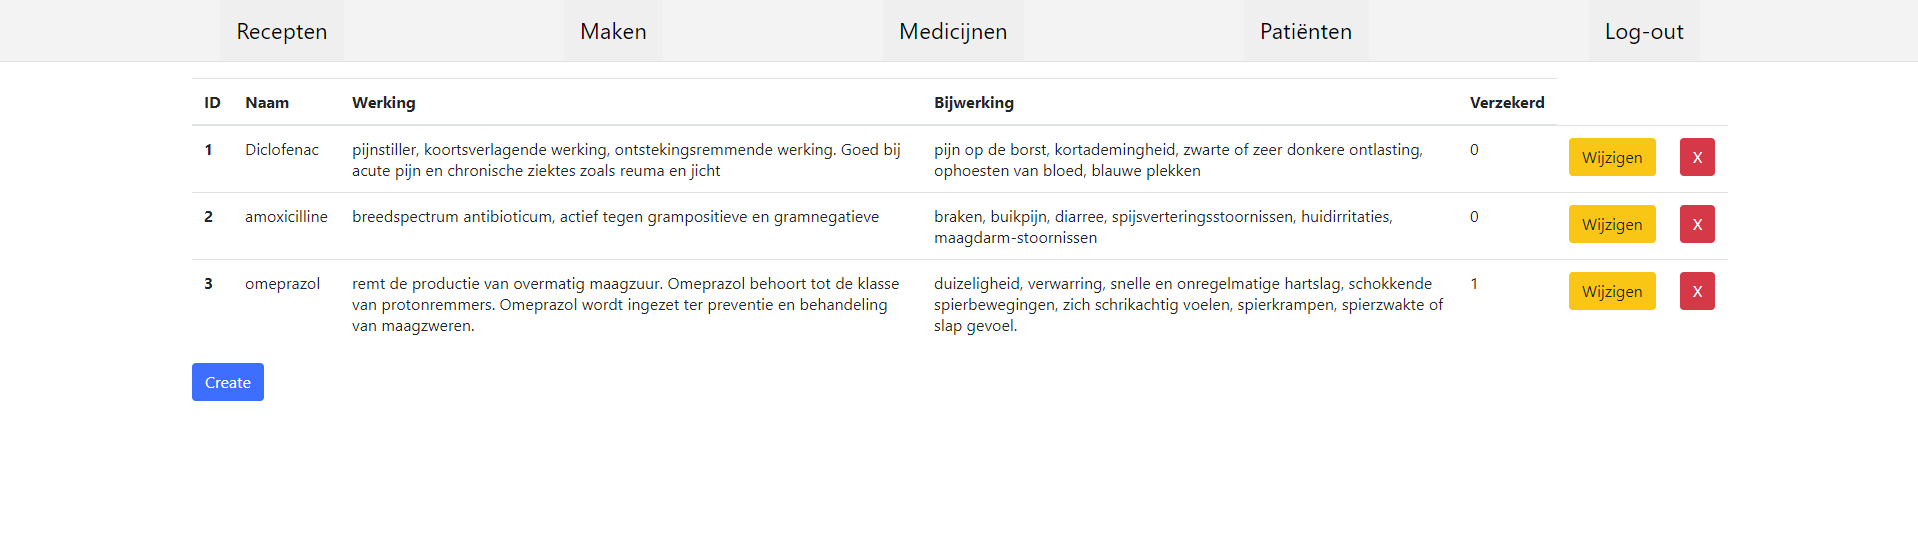 Recepten Maken Medicijnen Patiënten Log-out
ID Naam Werking Bijwerking Verzekerd
1 Diclofenac pijnstiller, koortsverlagende werking, ontstekingsremmende werking. Goed bij pijn op de borst, kortademingheid, zwarte of zeer donkere ontlasting, 0 Wijzigen X
acute pijn en chronische ziektes zoals reuma en jicht ophoesten van bloed, blauwe plekken
2 amoxicilline breedspectrum antibioticum, actief tegen grampositieve en gramnegatieve braken, buikpijn, diarree, spijsverteringsstoornissen, huidirritaties, 0 Wijzigen X
maagdarm-stoornissen
3 omeprazol remt de productie van overmatig maagzuur. Omeprazol behoort tot de klasse duizeligheid, verwarring, snelle en onregelmatige hartslag, schokkende 1 Wijzigen X
van protonremmers. Omeprazol wordt ingezet ter preventie en behandeling spierbewegingen, zich schrikachtig voelen, spierkrampen, spierzwakte of
van maagzweren. slap gevoel.
Create